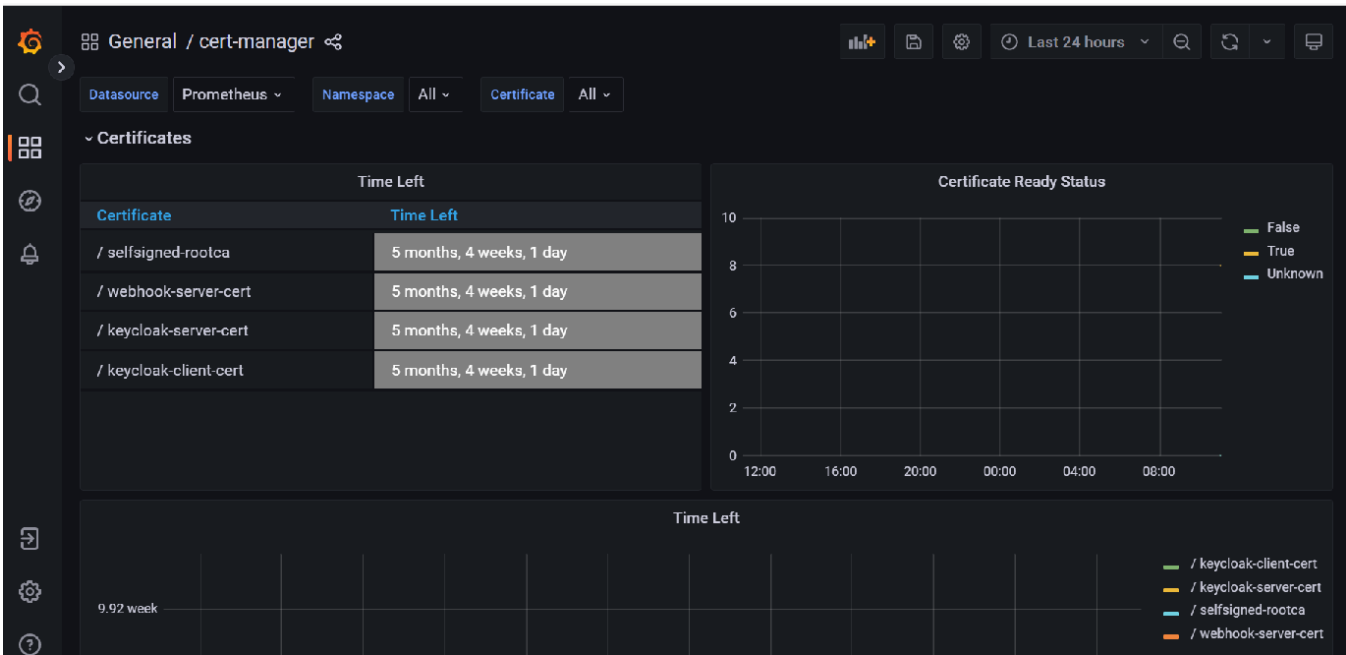 General / cert-manager
Last 24 hours
Datasource Prometheus Namespace All Certificate All
Certificates
Time Left
Certificate Time Left
/ selfsigned-rootca 5 months, 4 weeks, 1 day
/ webhook-server-cert 5 months, 4 weeks, 1 day
/ keycloak-server-cert 5 months, 4 weeks, 1 day
/ keycloak-client-cert 5 months, 4 weeks, 1 day
Certificate Ready Status
10
8
6
4
2
0
12:00 16:00 20:00 00:00 04:00 08:00
False
True
Unknown
Time Left
9.92 week
/ keycloak-client-cert
/ keycloak-server-cert
/ selfsigned-rootca
/ webhook-server-cert